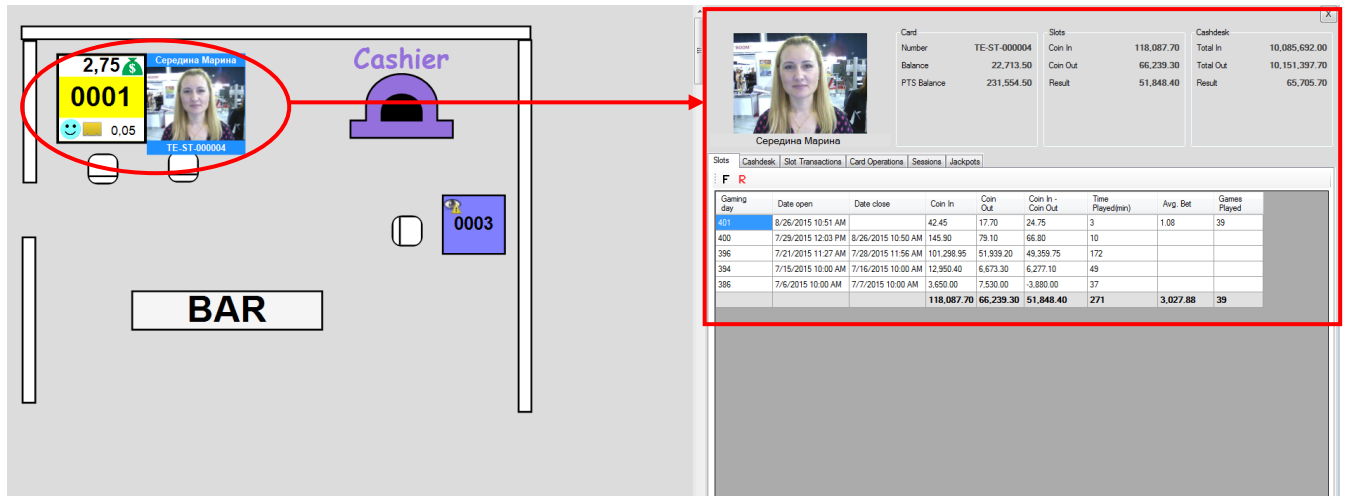 2,75
0001
0,05
Середина Марина
TE-ST-000004
Cashier
0003
BAR
X
Середина Марина
Card
Number TE-ST-000004
Balance 22,713.50
PTS Balance 231,554.50
Slots
Coin In 118,087.70
Coin Out 66,239.30
Result 51,848.40
Cashdesk
Total In 10,085,692.00
Total Out 10,151,397.70
Result 65,705.70
Slots Cashdesk Slot Transactions Card Operations Sessions Jackpots
F R
Gaming day Date open Date close Coin In Coin Out Coin In - Coin Out Time Played(min) Avg. Bet Games Played
401 8/26/2015 10:51 AM 42.45 17.70 24.75 3 1.08 39
400 7/29/2015 12:03 PM 8/26/2015 10:50 AM 145.90 79.10 66.80 10
396 7/21/2015 11:27 AM 7/28/2015 11:56 AM 101,298.95 51,939.20 49,359.75 172
394 7/15/2015 10:00 AM 7/16/2015 10:00 AM 12,950.40 6,673.30 6,277.10 49
386 7/6/2015 10:00 AM 7/7/2015 10:00 AM 3,650.00 7,530.00 -3,880.00 37
118,087.70 66,239.30 51,848.40 271 3,027.88 39